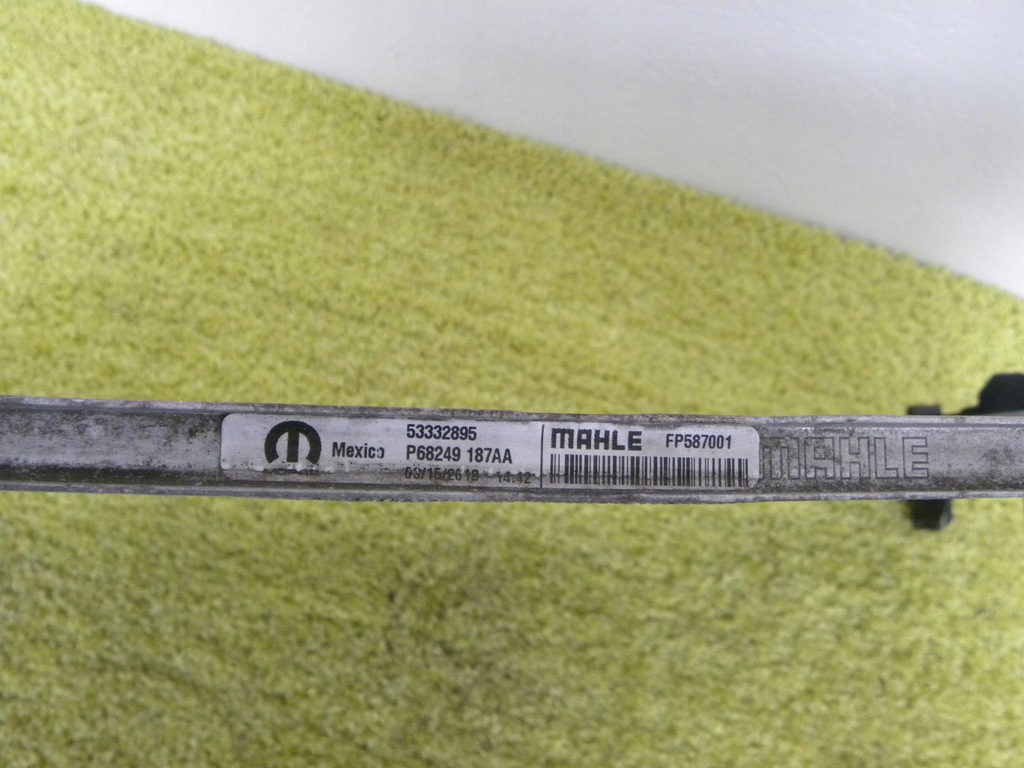 53332895
Mexico P68249 187AA
MAHLE FP587001
MAHLE